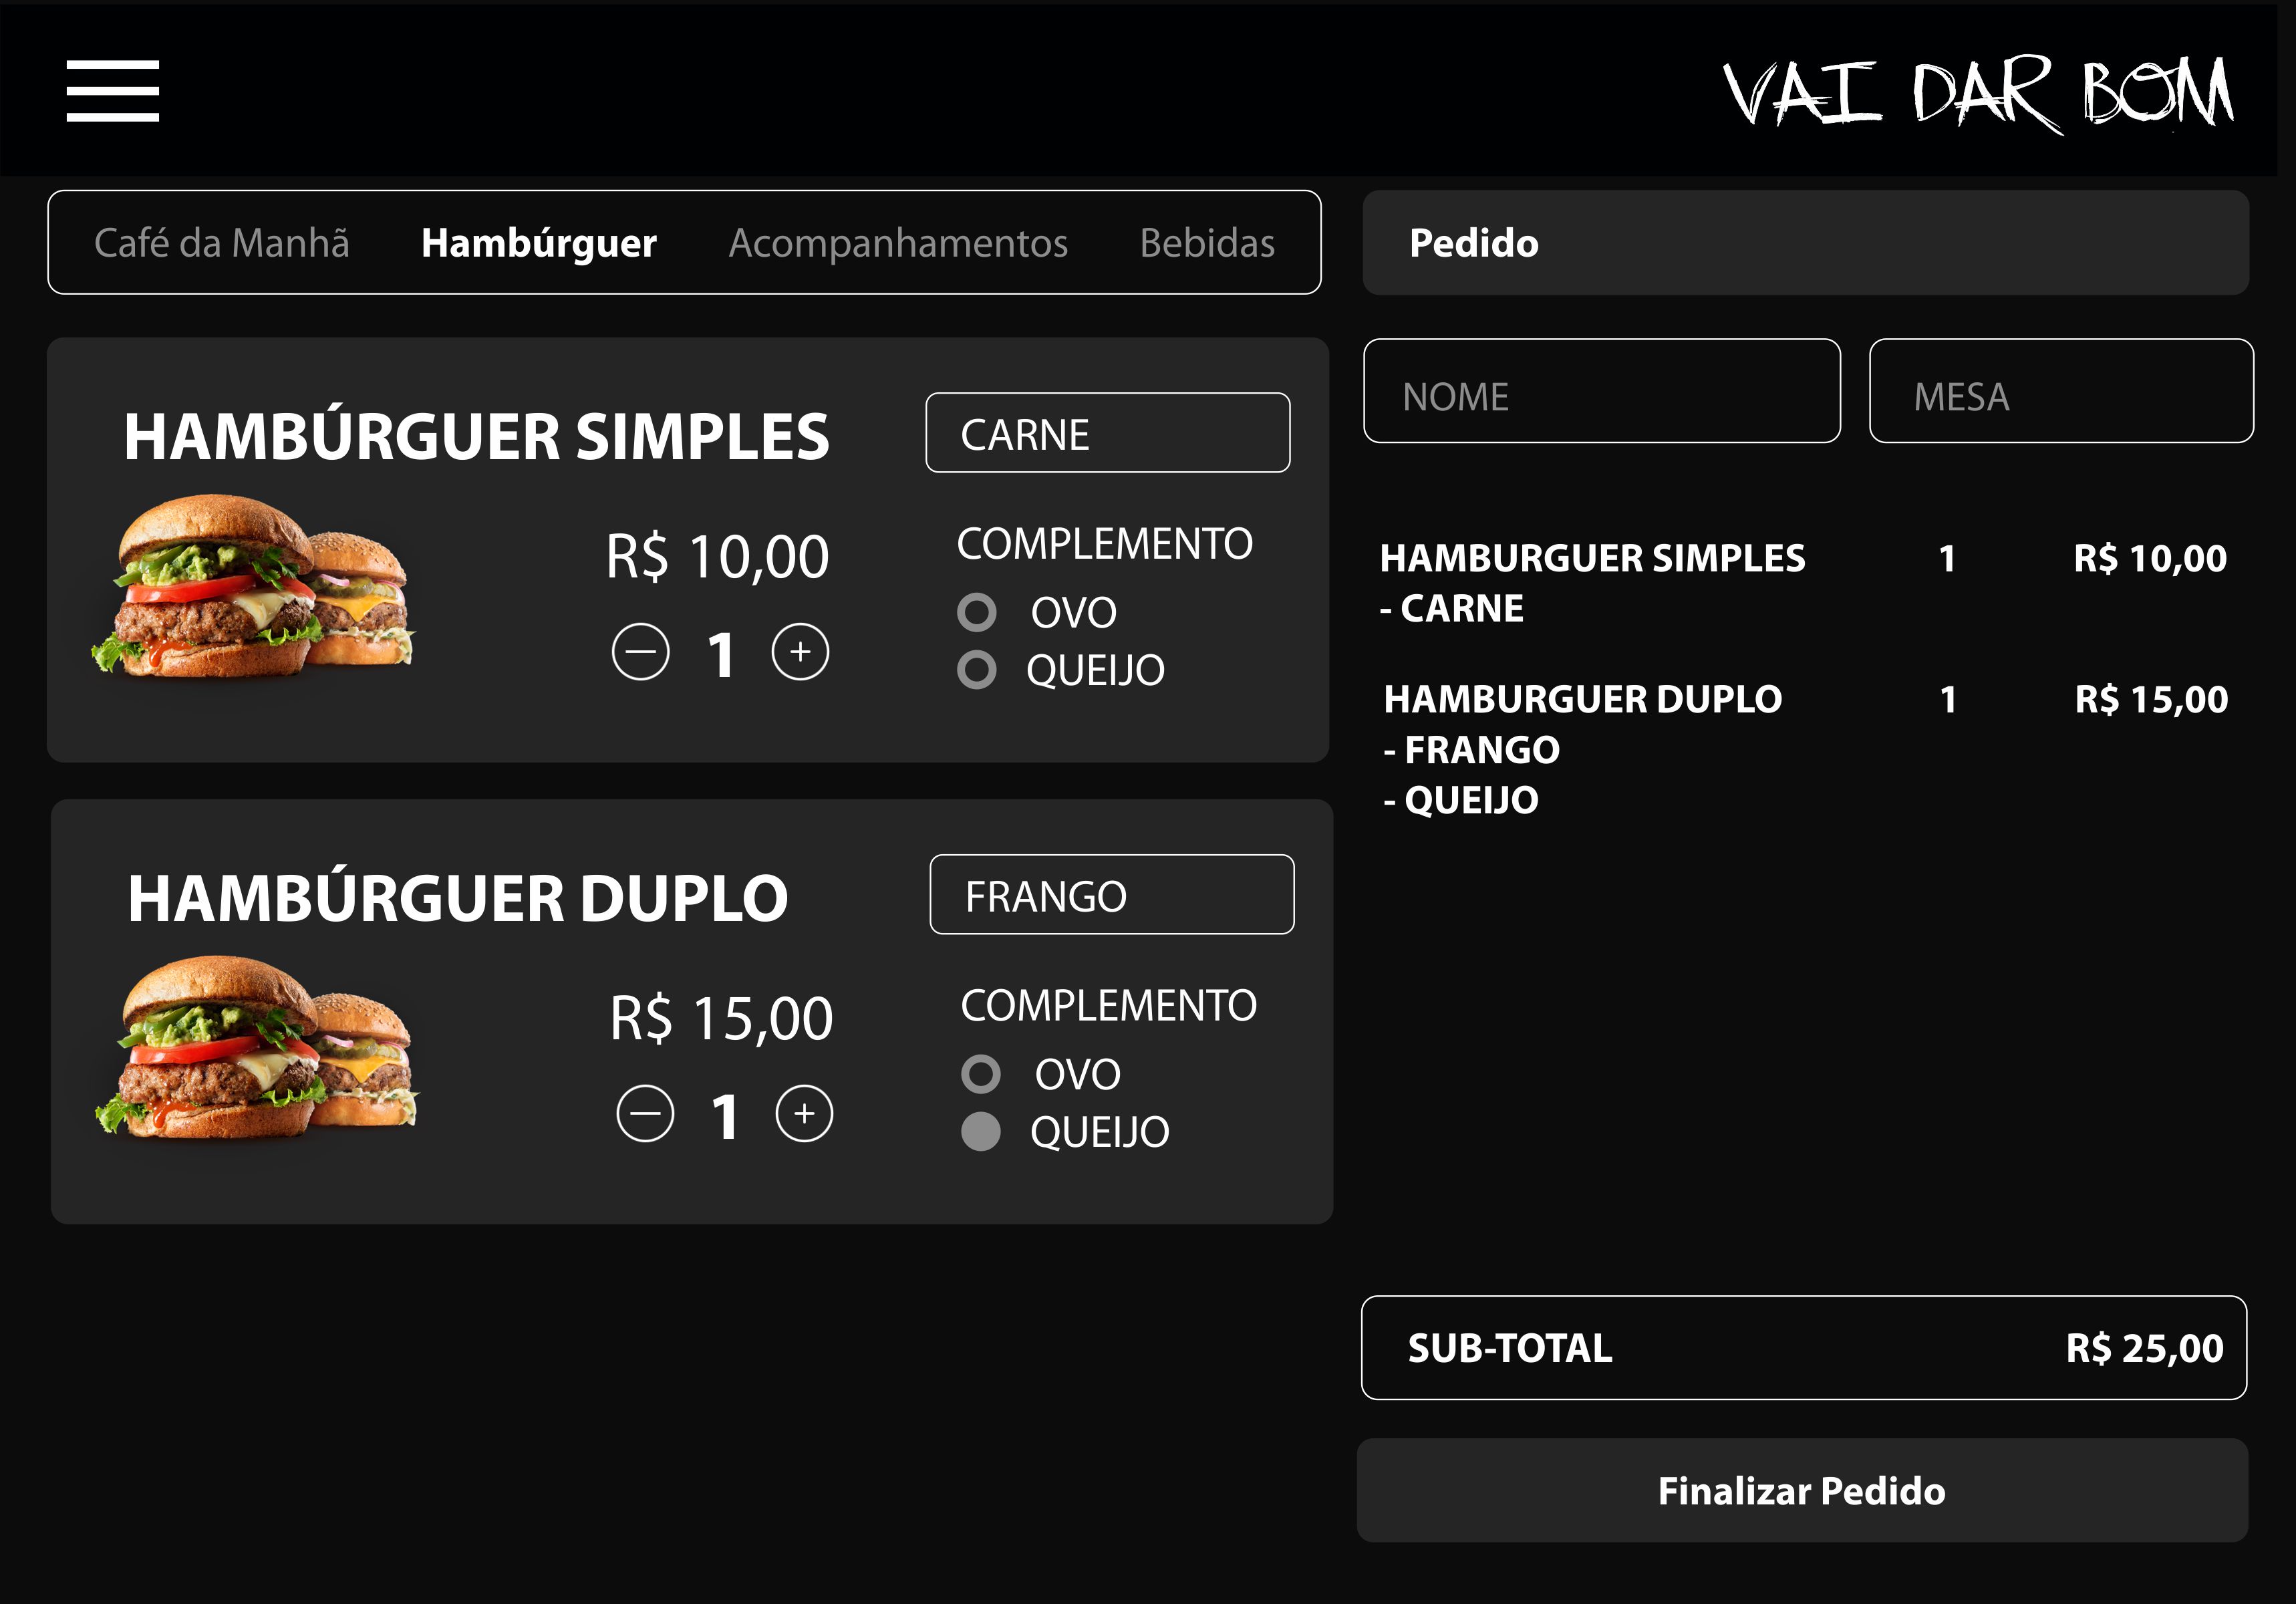 VAI DAR BOM
Café da Manhã Hambúrguer Acompanhamentos Bebidas
HAMBÚRGUER SIMPLES
CARNE
R$ 10,00
1
COMPLEMENTO
OVO
QUEIJO
HAMBÚRGUER DUPLO
FRANGO
R$ 15,00
1
COMPLEMENTO
OVO
QUEIJO
Pedido
NOME
MESA
HAMBURGUER SIMPLES 1 R$ 10,00
- CARNE
HAMBURGUER DUPLO 1 R$ 15,00
- FRANGO
- QUEIJO
SUB-TOTAL R$ 25,00
Finalizar Pedido